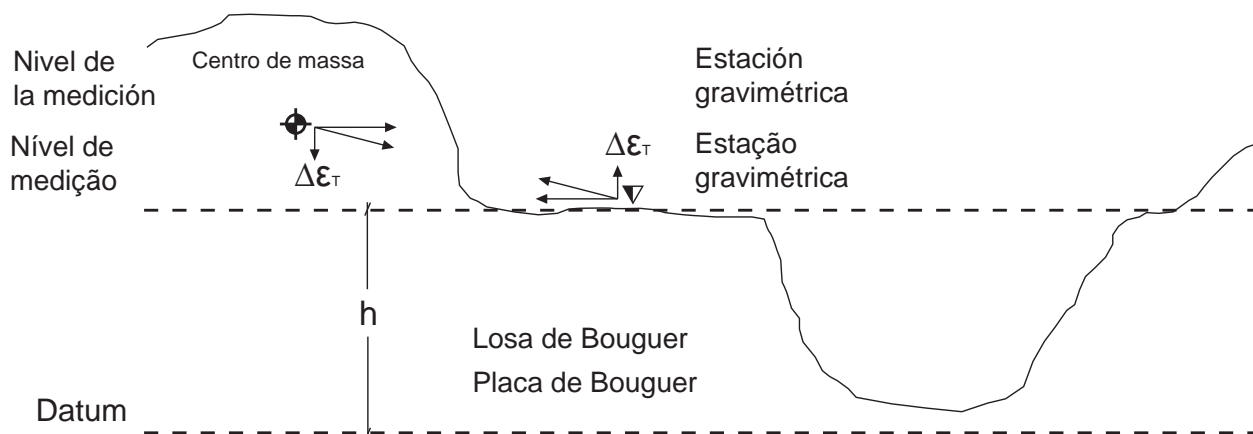 Nivel de
la medición
Centro de massa
Estación
gravimétrica
Nível de
medição
ΔεT
ΔεT
Estação
gravimétrica
h
Losa de Bouguer
Placa de Bouguer
Datum